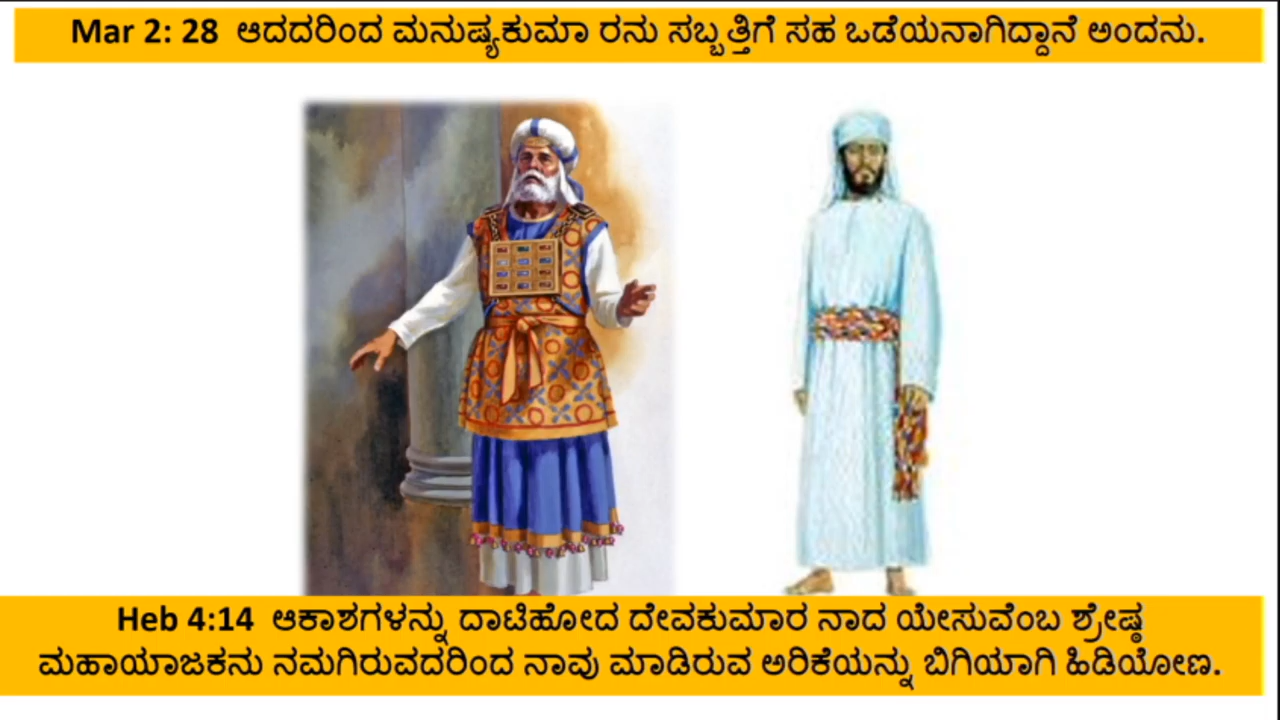 Mar 2: 28 ಆದದರಿಂದ ಮನುಷ್ಯಕುಮಾ ರನು ಸಬ್ಬತ್ತಿಗೆ ಸಹ ಒಡೆಯನಾಗಿದ್ದಾನೆ ಅಂದನು.
Heb 4:14 ಆಕಾಶಗಳನ್ನು ದಾಟಿಹೋದ ದೇವಕುಮಾರ ನಾದ ಯೇಸುವೆಂಬ ಶ್ರೇಷ್ಠ
ಮಹಾಯಾಜಕನು ನಮಗಿರುವದರಿಂದ ನಾವು ಮಾಡಿರುವ ಅರಿಕೆಯನ್ನು ಬಿಗಿಯಾಗಿ ಹಿಡಿಯೋಣ.